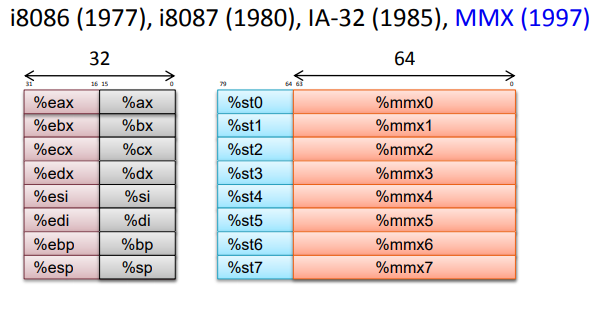 i8086 (1977), i8087 (1980), IA-32 (1985), MMX (1997)
32 64
31 16 15 0 79 64 63 0
%eax %ax %st0 %mmx0
%ebx %bx %st1 %mmx1
%ecx %cx %st2 %mmx2
%edx %dx %st3 %mmx3
%esi %si %st4 %mmx4
%edi %di %st5 %mmx5
%ebp %bp %st6 %mmx6
%esp %sp %st7 %mmx7